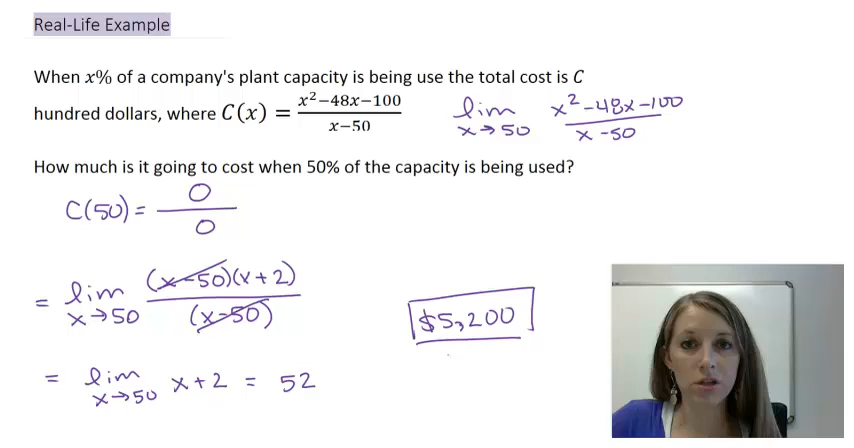 Real-Life Example
When x% of a company's plant capacity is being use the total cost is C
hundred dollars, where C(x) = (x²−48x−100)/(x−50)
lim x→50 (x²−48x−100)/(x−50)
How much is it going to cost when 50% of the capacity is being used?
C(50) = 0/0
= lim x→50 (x−50)(x+2)/(x−50)
$5,200
= lim x→50 x+2 = 52